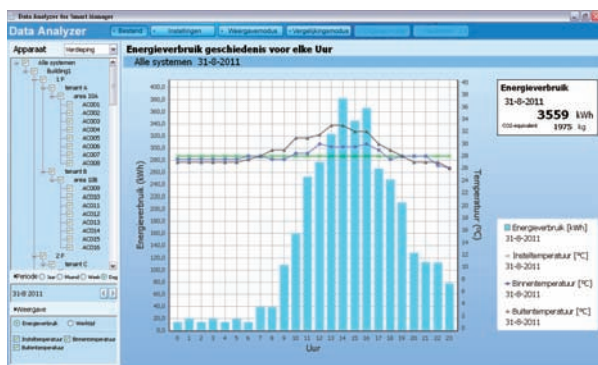 Data Analyzer for Smart Manager
Data Analyzer
Bestand
Instellingen
Weergavemodus
Vergelijkingsmodus
Apparaat
Verdieping
Alle systemen
Building1
1 F
tenant A
area 10A
AC001
AC002
AC003
AC004
AC005
AC006
AC007
AC008
tenant B
area 10B
AC009
AC010
AC011
AC012
AC013
AC014
AC015
AC016
2 F
tenant C
Periode
Jaar Maand Week Dag
31-8 2011
Weergave
Energieverbruik Werktijd
Insteltemperatuur Binnentemperatuur
Buitentemperatuur
Energieverbruik geschiedenis voor elke Uur
Alle systemen 31-8-2011
Energieverbruik (kWh)
400,0
380,0
360,0
340,0
320,0
300,0
280,0
260,0
240,0
220,0
200,0
180,0
160,0
140,0
120,0
100,0
80,0
60,0
40,0
20,0
0,0
0 1 2 3 4 5 6 7 8 9 10 11 12 13 14 15 16 17 18 19 20 21 22 23
Uur
40
38
36
34
32
30
28
26
24
22
20
18
16
14
12
10
8
6
4
2
0
Temperatuur (ºC)
Energieverbruik
31-8-2011
3559 kWh
CO2-equivalent 1975 kg
Energieverbruik [kWh]
31-8-2011
Insteltemperatuur [ºC]
31-8-2011
Binnentemperatuur [ºC]
31-8-2011
Buitentemperatuur [ºC]
31-8-2011